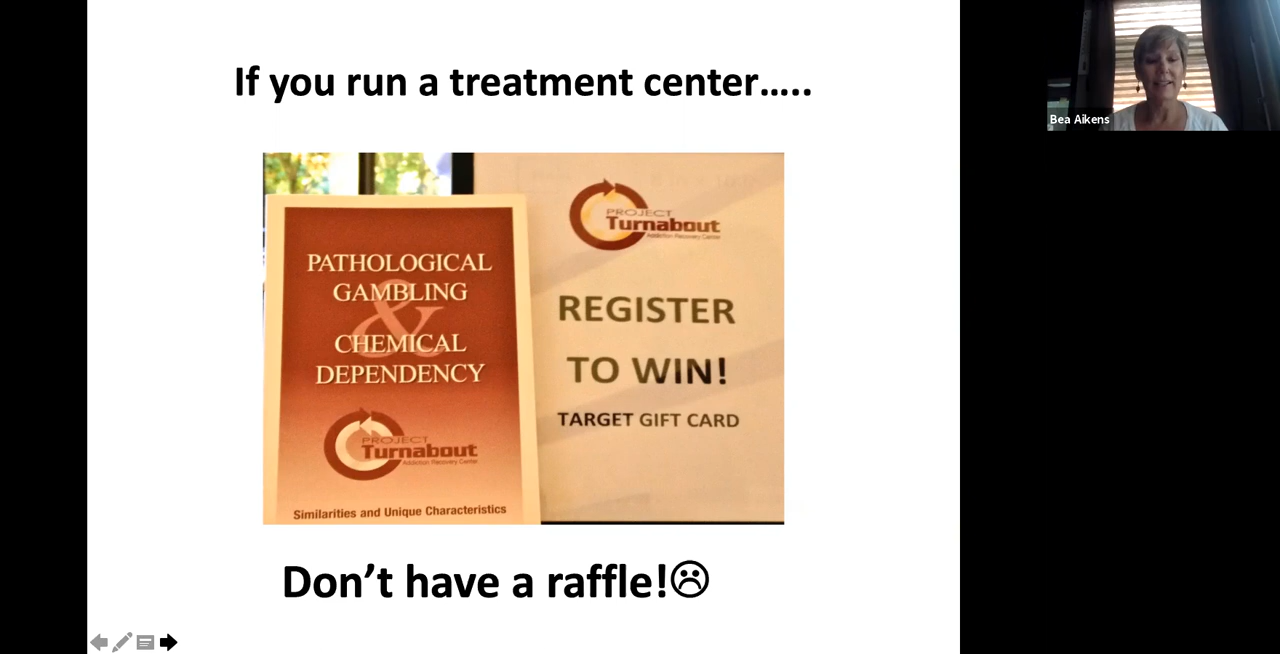 If you run a treatment center.....
PATHOLOGICAL
GAMBLING
&
CHEMICAL
DEPENDENCY
PROJECT
Turnabout
Addiction Recovery Center
Similarities and Unique Characteristics
PROJECT
Turnabout
Addiction Recovery Center
REGISTER
TO WIN!
TARGET GIFT CARD
Don’t have a raffle!☹
Bea Aikens